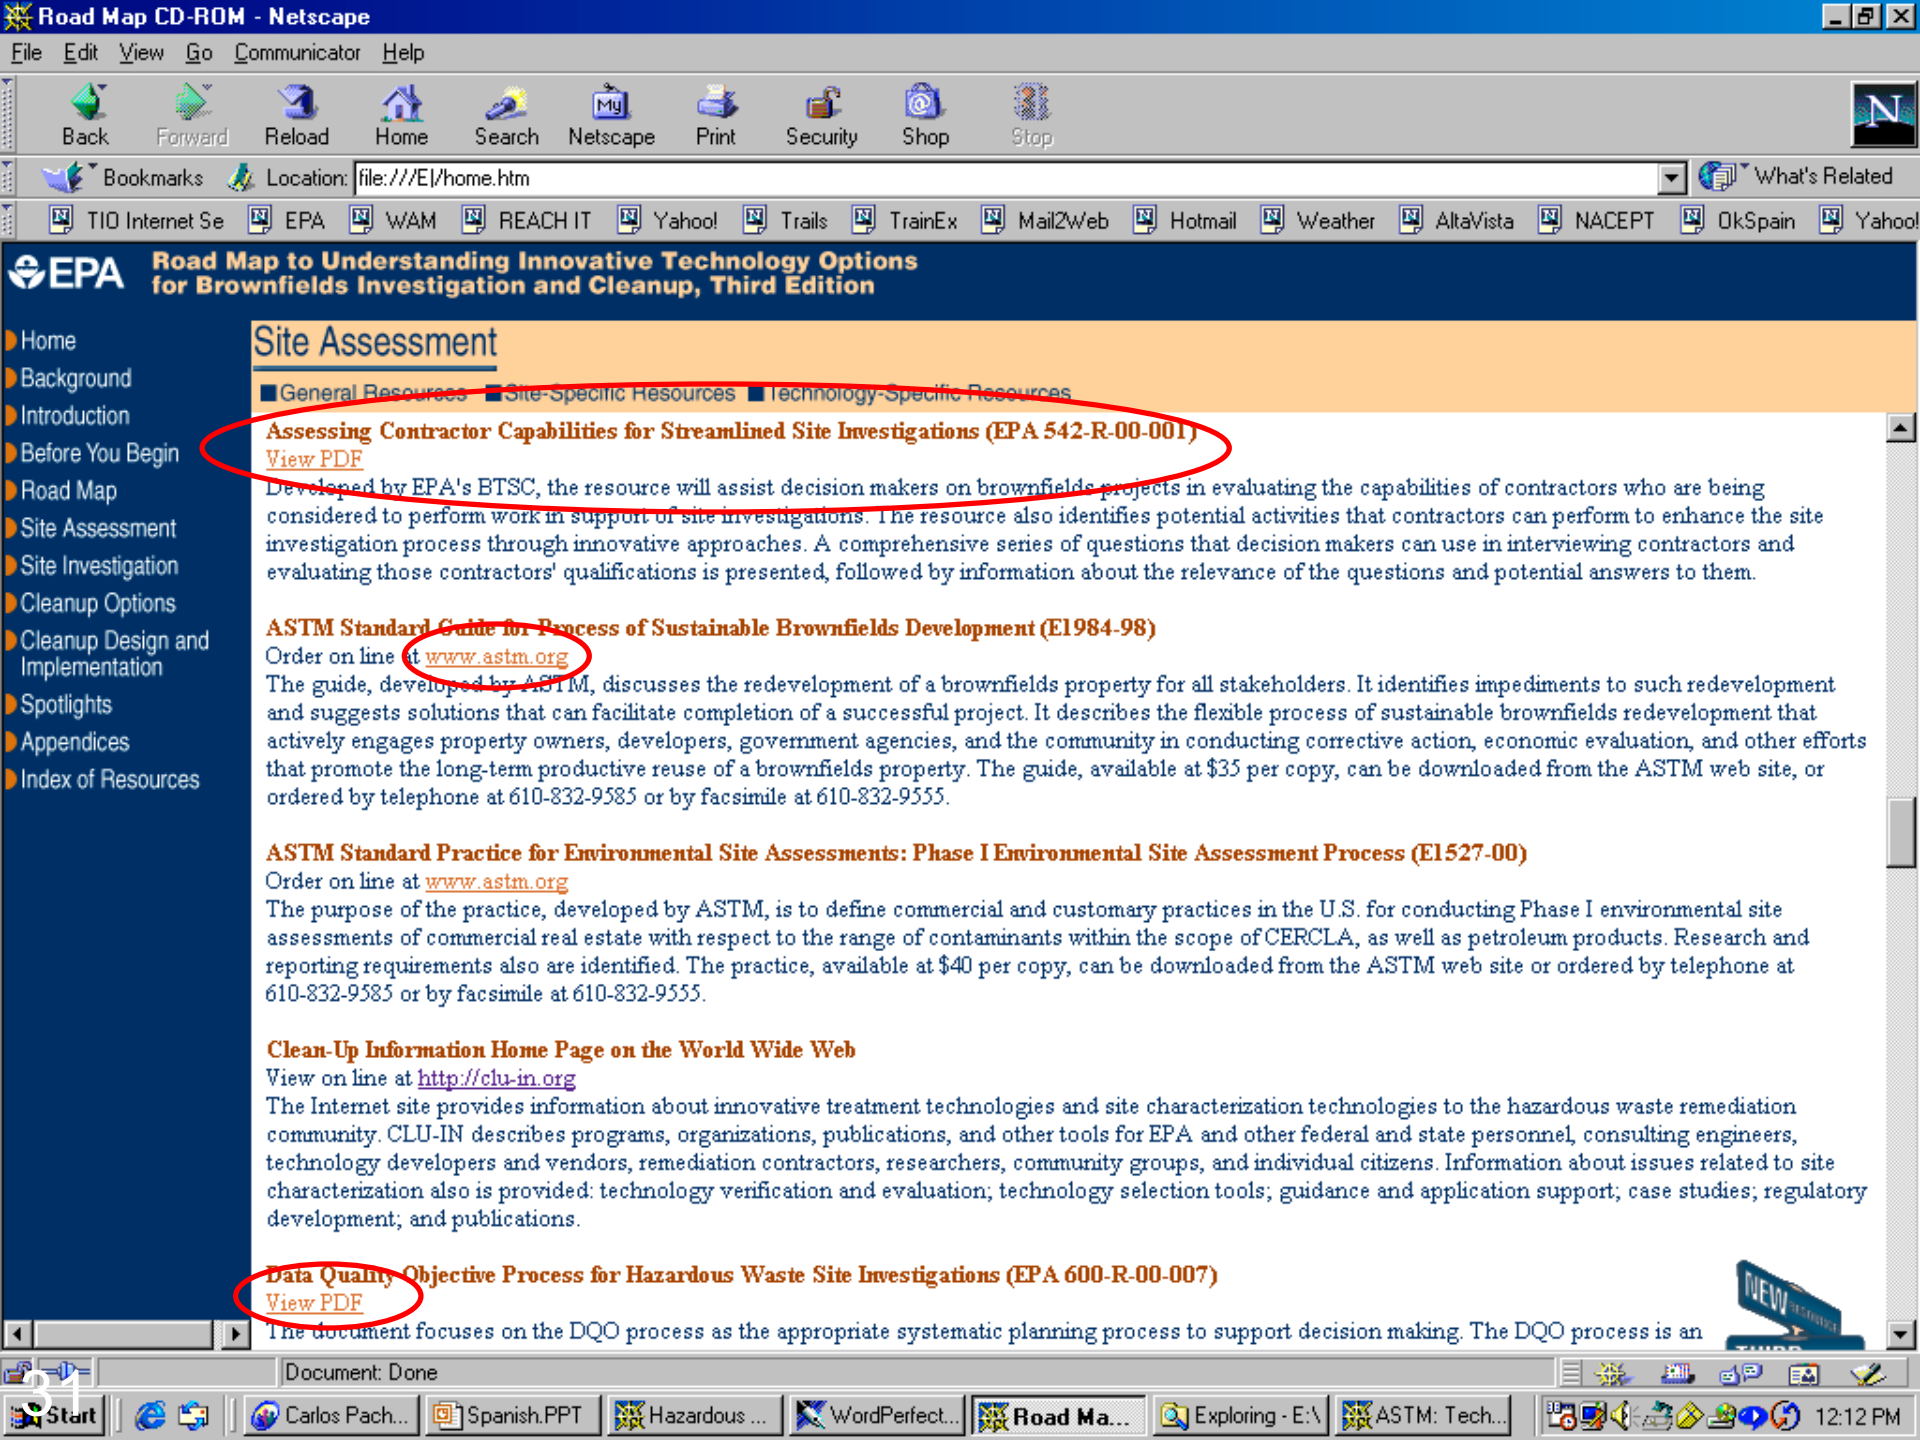 Road Map CD-ROM - Netscape
File Edit View Go Communicator Help
Back Forward Reload Home Search Netscape Print Security Shop Stop
My
N
Bookmarks Location: file:///E|/home.htm What's Related
TIO Internet Se EPA WAM REACH IT Yahoo! Trails TrainEx Mail2Web Hotmail Weather AltaVista NACEPT OkSpain Yahoo!
EPA
Road Map to Understanding Innovative Technology Options
for Brownfields Investigation and Cleanup, Third Edition
Home
Background
Introduction
Before You Begin
Road Map
Site Assessment
Site Investigation
Cleanup Options
Cleanup Design and
Implementation
Spotlights
Appendices
Index of Resources
Site Assessment
General Resources Site-Specific Resources Technology-Specific Resources
Assessing Contractor Capabilities for Streamlined Site Investigations (EPA 542-R-00-001)
View PDF
Developed by EPA's BTSC, the resource will assist decision makers on brownfields projects in evaluating the capabilities of contractors who are being
considered to perform work in support of site investigations. The resource also identifies potential activities that contractors can perform to enhance the site
investigation process through innovative approaches. A comprehensive series of questions that decision makers can use in interviewing contractors and
evaluating those contractors' qualifications is presented, followed by information about the relevance of the questions and potential answers to them.
ASTM Standard Guide for Process of Sustainable Brownfields Development (E1984-98)
Order on line at www.astm.org
The guide, developed by ASTM, discusses the redevelopment of a brownfields property for all stakeholders. It identifies impediments to such redevelopment
and suggests solutions that can facilitate completion of a successful project. It describes the flexible process of sustainable brownfields redevelopment that
actively engages property owners, developers, government agencies, and the community in conducting corrective action, economic evaluation, and other efforts
that promote the long-term productive reuse of a brownfields property. The guide, available at $35 per copy, can be downloaded from the ASTM web site, or
ordered by telephone at 610-832-9585 or by facsimile at 610-832-9555.
ASTM Standard Practice for Environmental Site Assessments: Phase I Environmental Site Assessment Process (E1527-00)
Order on line at www.astm.org
The purpose of the practice, developed by ASTM, is to define commercial and customary practices in the U.S. for conducting Phase I environmental site
assessments of commercial real estate with respect to the range of contaminants within the scope of CERCLA, as well as petroleum products. Research and
reporting requirements also are identified. The practice, available at $40 per copy, can be downloaded from the ASTM web site or ordered by telephone at
610-832-9585 or by facsimile at 610-832-9555.
Clean-Up Information Home Page on the World Wide Web
View on line at http://clu-in.org
The Internet site provides information about innovative treatment technologies and site characterization technologies to the hazardous waste remediation
community. CLU-IN describes programs, organizations, publications, and other tools for EPA and other federal and state personnel, consulting engineers,
technology developers and vendors, remediation contractors, researchers, community groups, and individual citizens. Information about issues related to site
characterization also is provided: technology verification and evaluation; technology selection tools; guidance and application support; case studies; regulatory
development; and publications.
Data Quality Objective Process for Hazardous Waste Site Investigations (EPA 600-R-00-007)
View PDF
The document focuses on the DQO process as the appropriate systematic planning process to support decision making. The DQO process is an
NEW
THIRD
Document: Done
31
Start Carlos Pach... Spanish.PPT Hazardous ... WordPerfect... Road Ma... Exploring - E:\ ASTM: Tech... 12:12 PM